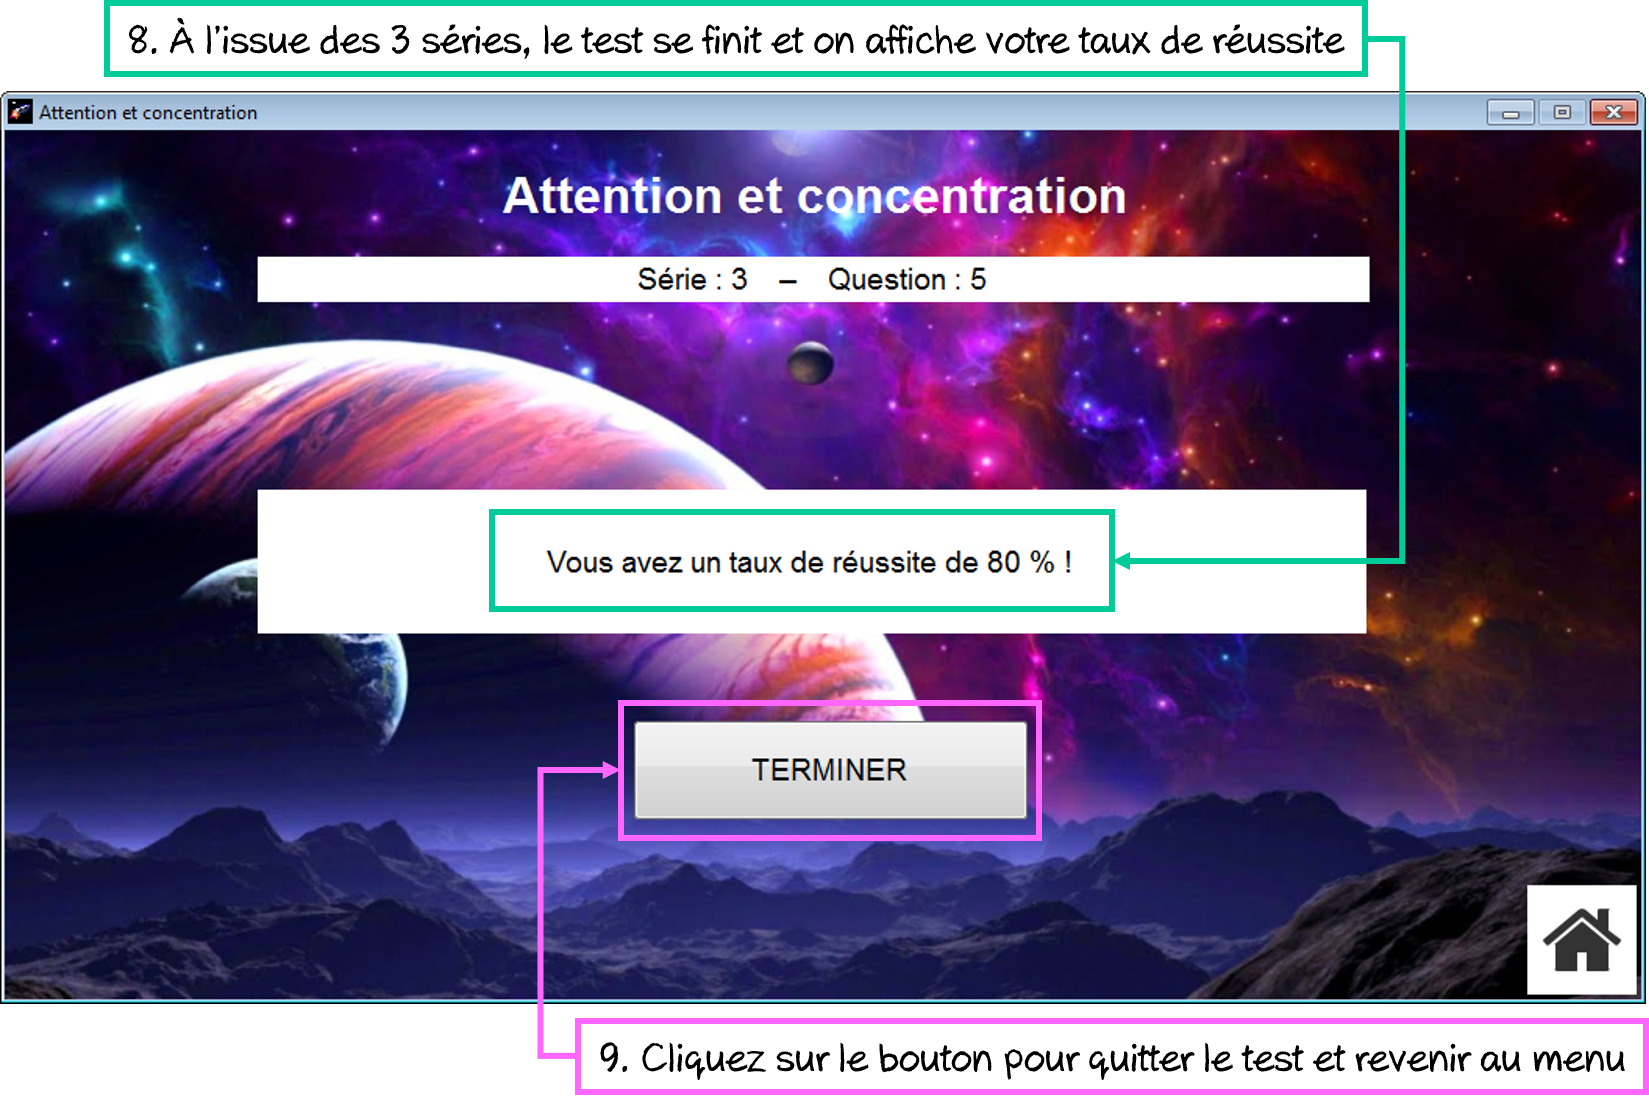 8. À l'issue des 3 séries, le test se finit et on affiche votre taux de réussite
Attention et concentration
Attention et concentration
Série : 3 – Question : 5
Vous avez un taux de réussite de 80 % !
TERMINER
9. Cliquez sur le bouton pour quitter le test et revenir au menu